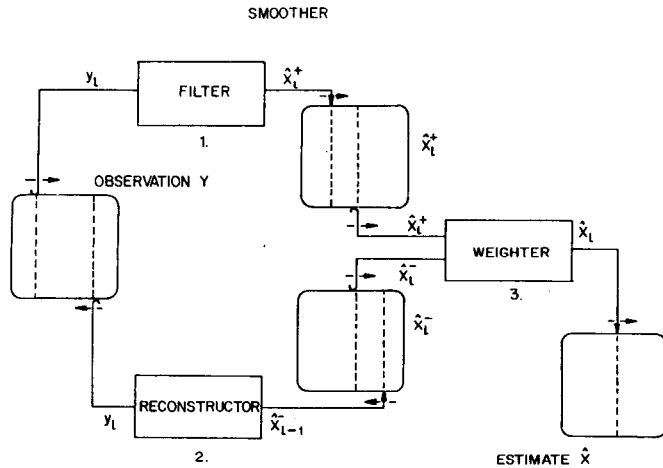 SMOOTHER
y_l
FILTER
x̂_l^+
1.
x̂_l^+
OBSERVATION Y
x̂_l^+
x̂_l
WEIGHTER
3.
x̂_l^-
x̂_l^-
RECONSTRUCTOR
y_l
x̂_{l-1}^-
2.
ESTIMATE X̂